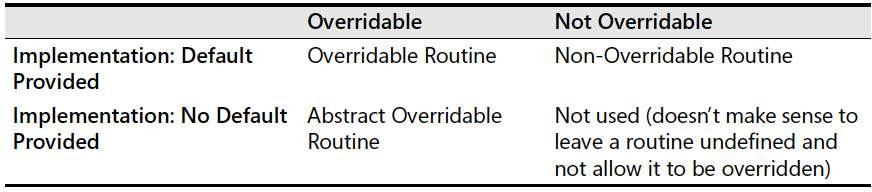 Overridable Not Overridable
Implementation: Default Provided Overridable Routine Non-Overridable Routine
Implementation: No Default Provided Abstract Overridable Routine Not used (doesn’t make sense to leave a routine undefined and not allow it to be overridden)